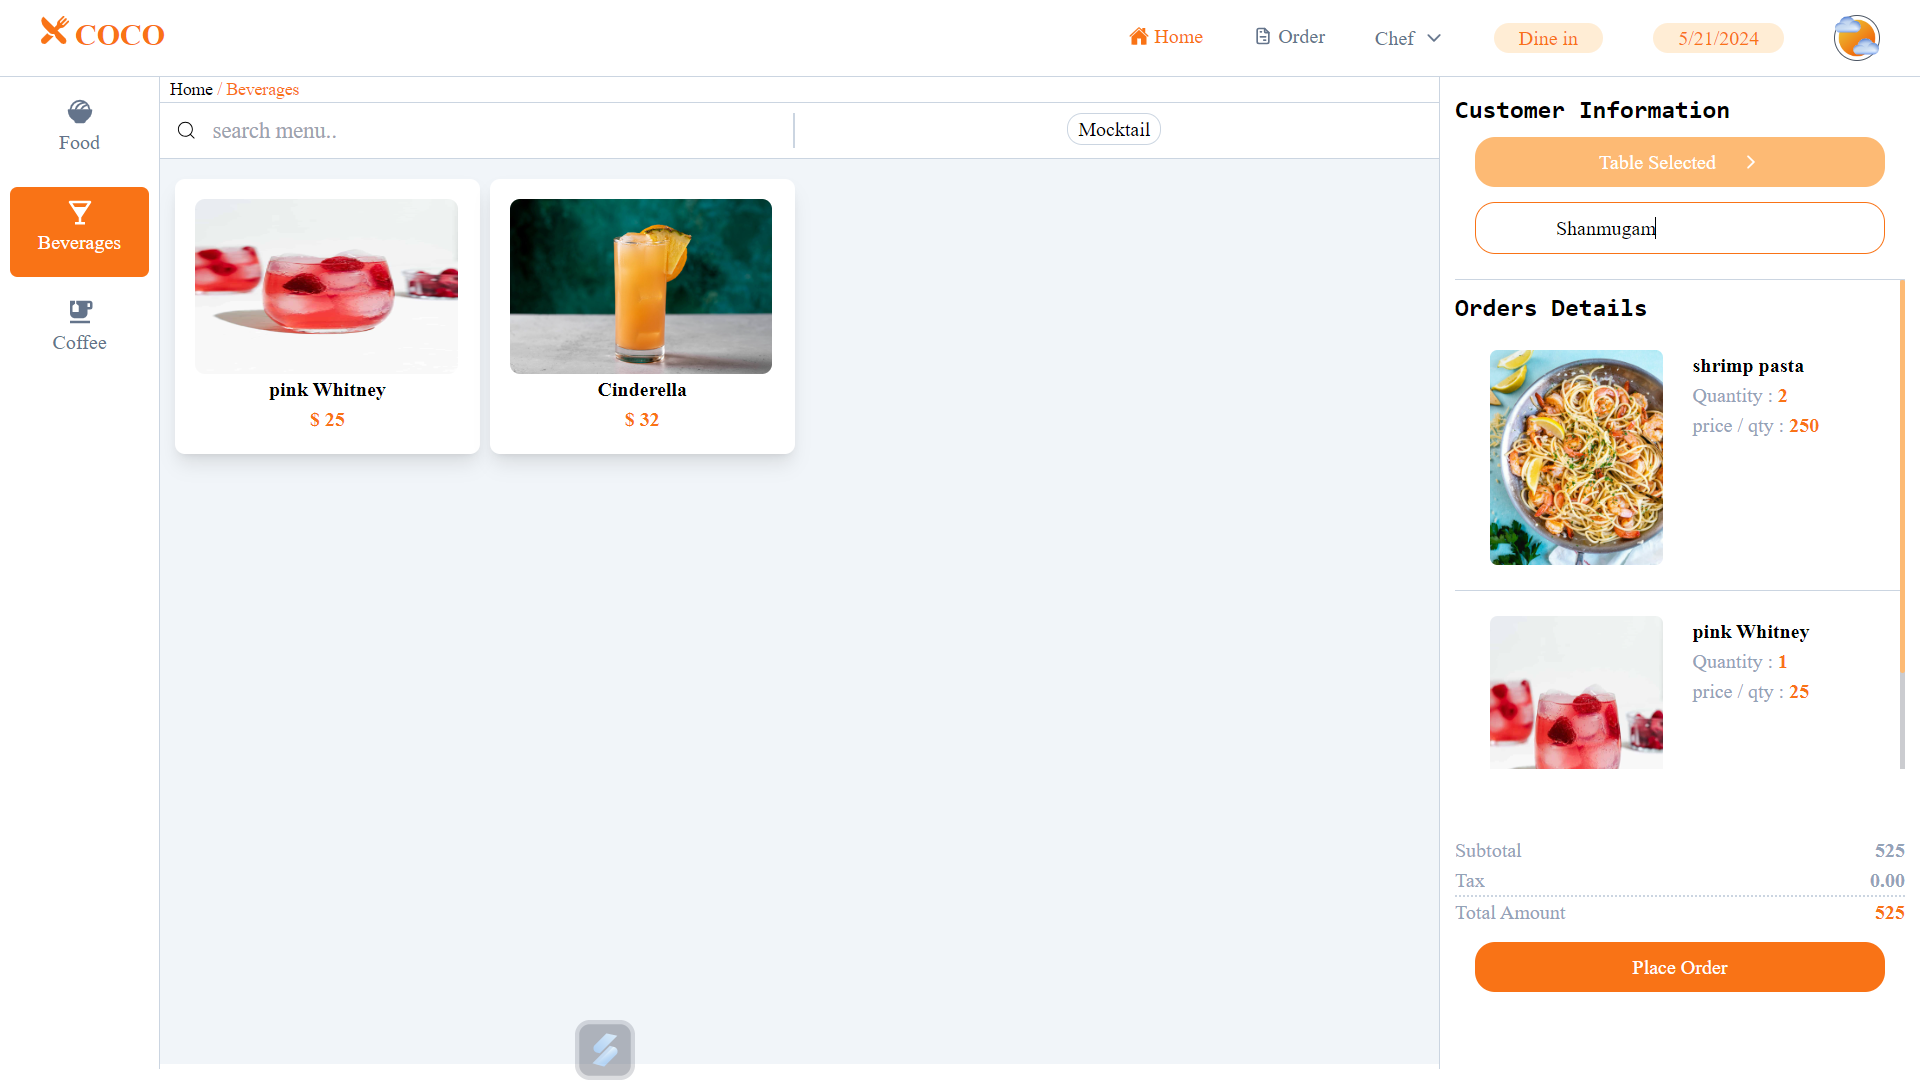 COCO
Home
Order
Chef
Dine in
5/21/2024
Food
Beverages
Coffee
Home / Beverages
search menu..
Mocktail
pink Whitney
$ 25
Cinderella
$ 32
Customer Information
Table Selected
Shanmugam
Orders Details
shrimp pasta
Quantity : 2
price / qty : 250
pink Whitney
Quantity : 1
price / qty : 25
Subtotal 525
Tax 0.00
Total Amount 525
Place Order